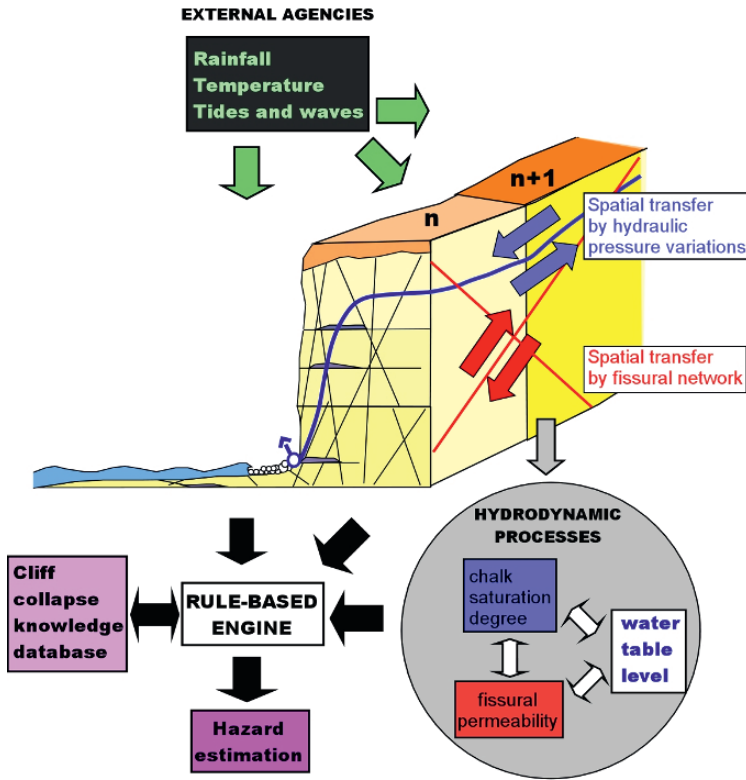 EXTERNAL AGENCIES
Rainfall
Temperature
Tides and waves
n+1
n
Spatial transfer
by hydraulic
pressure variations
Spatial transfer
by fissural network
HYDRODYNAMIC
PROCESSES
chalk
saturation
degree
water
table
level
fissural
permeability
Cliff
collapse
knowledge
database
RULE-BASED
ENGINE
Hazard
estimation